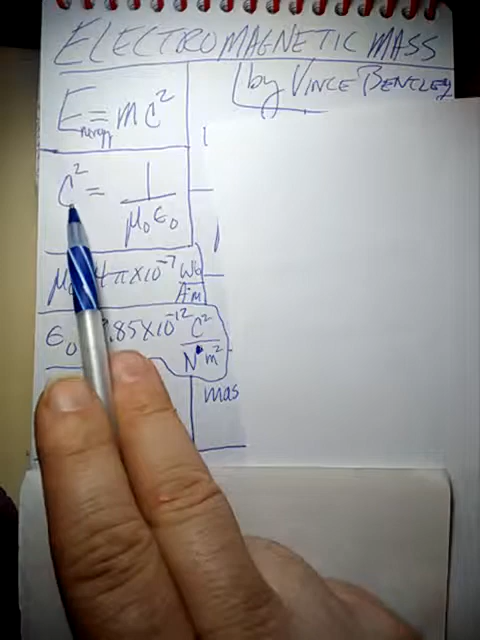 ELECTROMAGNETIC MASS
by VINCE BENTLEY
Energy = mc²
C² = 1/μ₀ε₀
μ₀ 4π×10⁻⁷ Wb/A·m
ε₀ 8.85×10⁻¹² C²/N·m²
mas